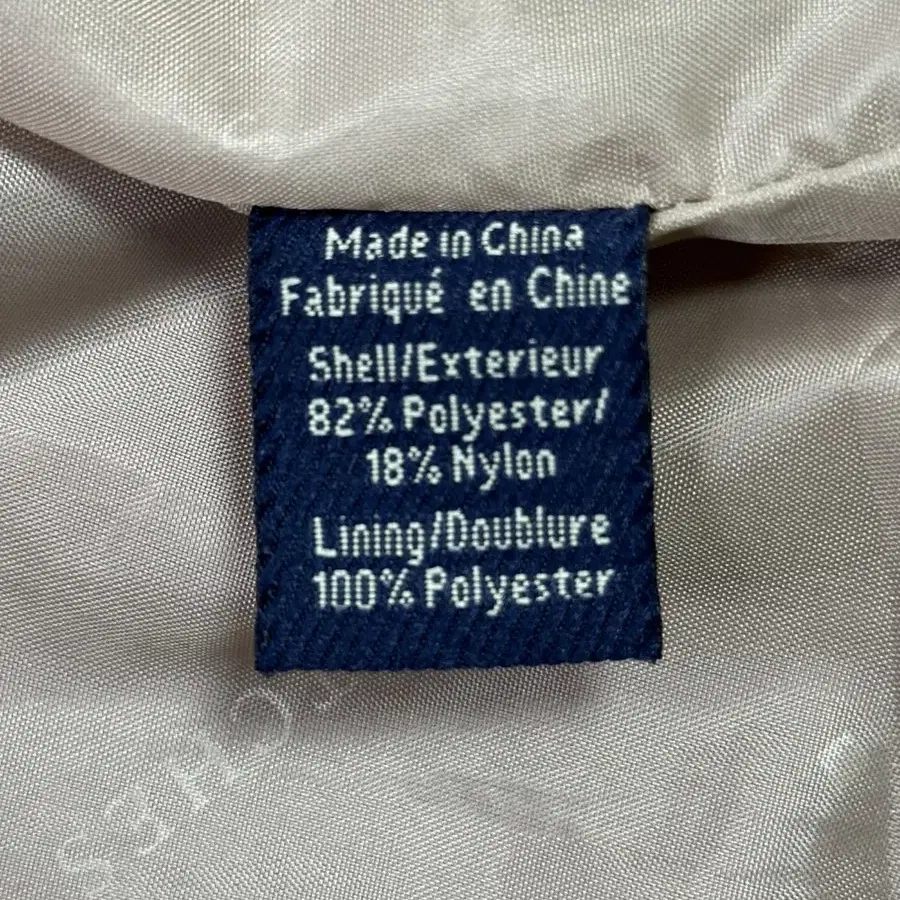 Made in China
Fabriqué en Chine
Shell/Exterieur
82% Polyester/
18% Nylon
Lining/Doublure
100% Polyester